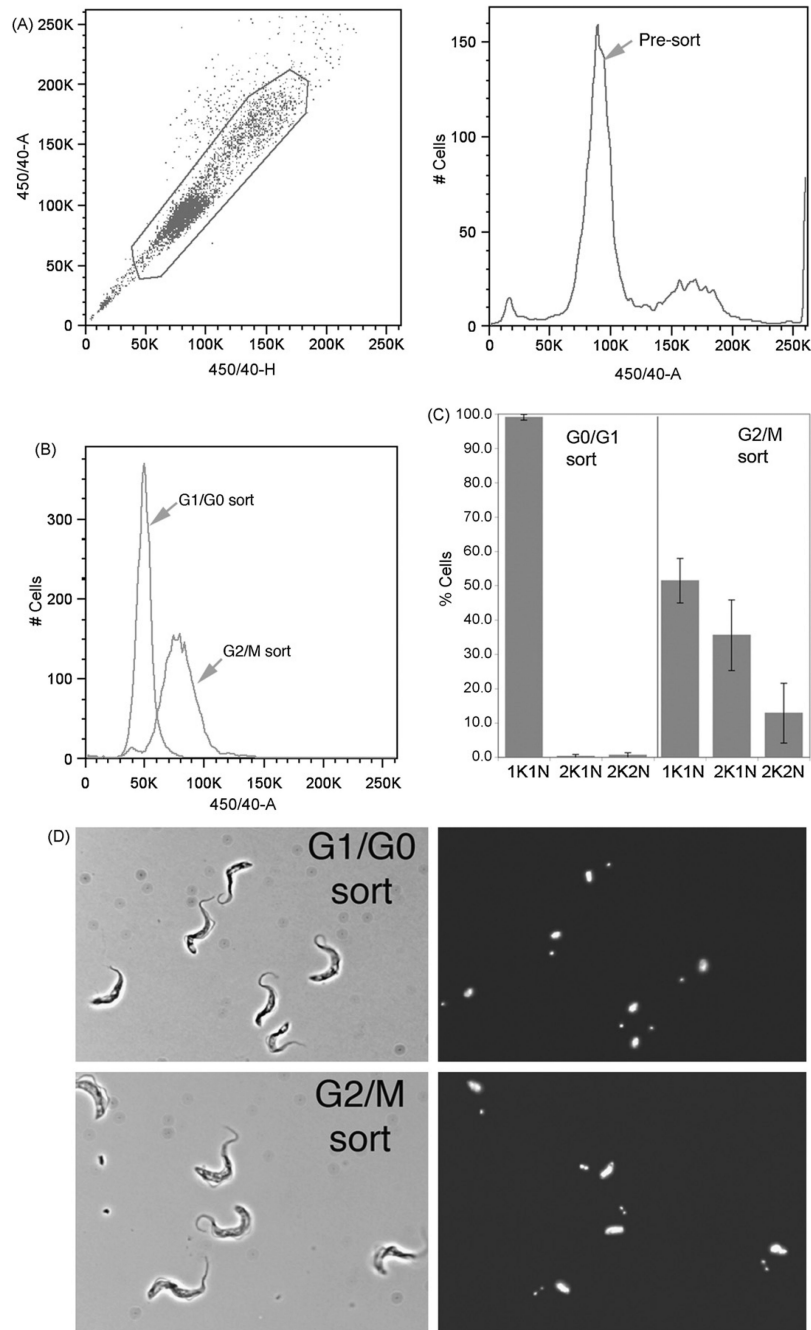 (A)
250K
200K
150K
100K
50K
0
0
50K
100K
150K
200K
250K
450/40-A
450/40-H
150
100
50
0
0
50K
100K
150K
200K
250K
# Cells
450/40-A
Pre-sort
(B)
300
200
100
0
0
50K
100K
150K
200K
250K
# Cells
450/40-A
G1/G0 sort
G2/M sort
(C)
100.0
90.0
80.0
70.0
60.0
50.0
40.0
30.0
20.0
10.0
0.0
% Cells
G0/G1
sort
G2/M
sort
1K1N 2K1N 2K2N 1K1N 2K1N 2K2N
(D)
G1/G0
sort
G2/M
sort